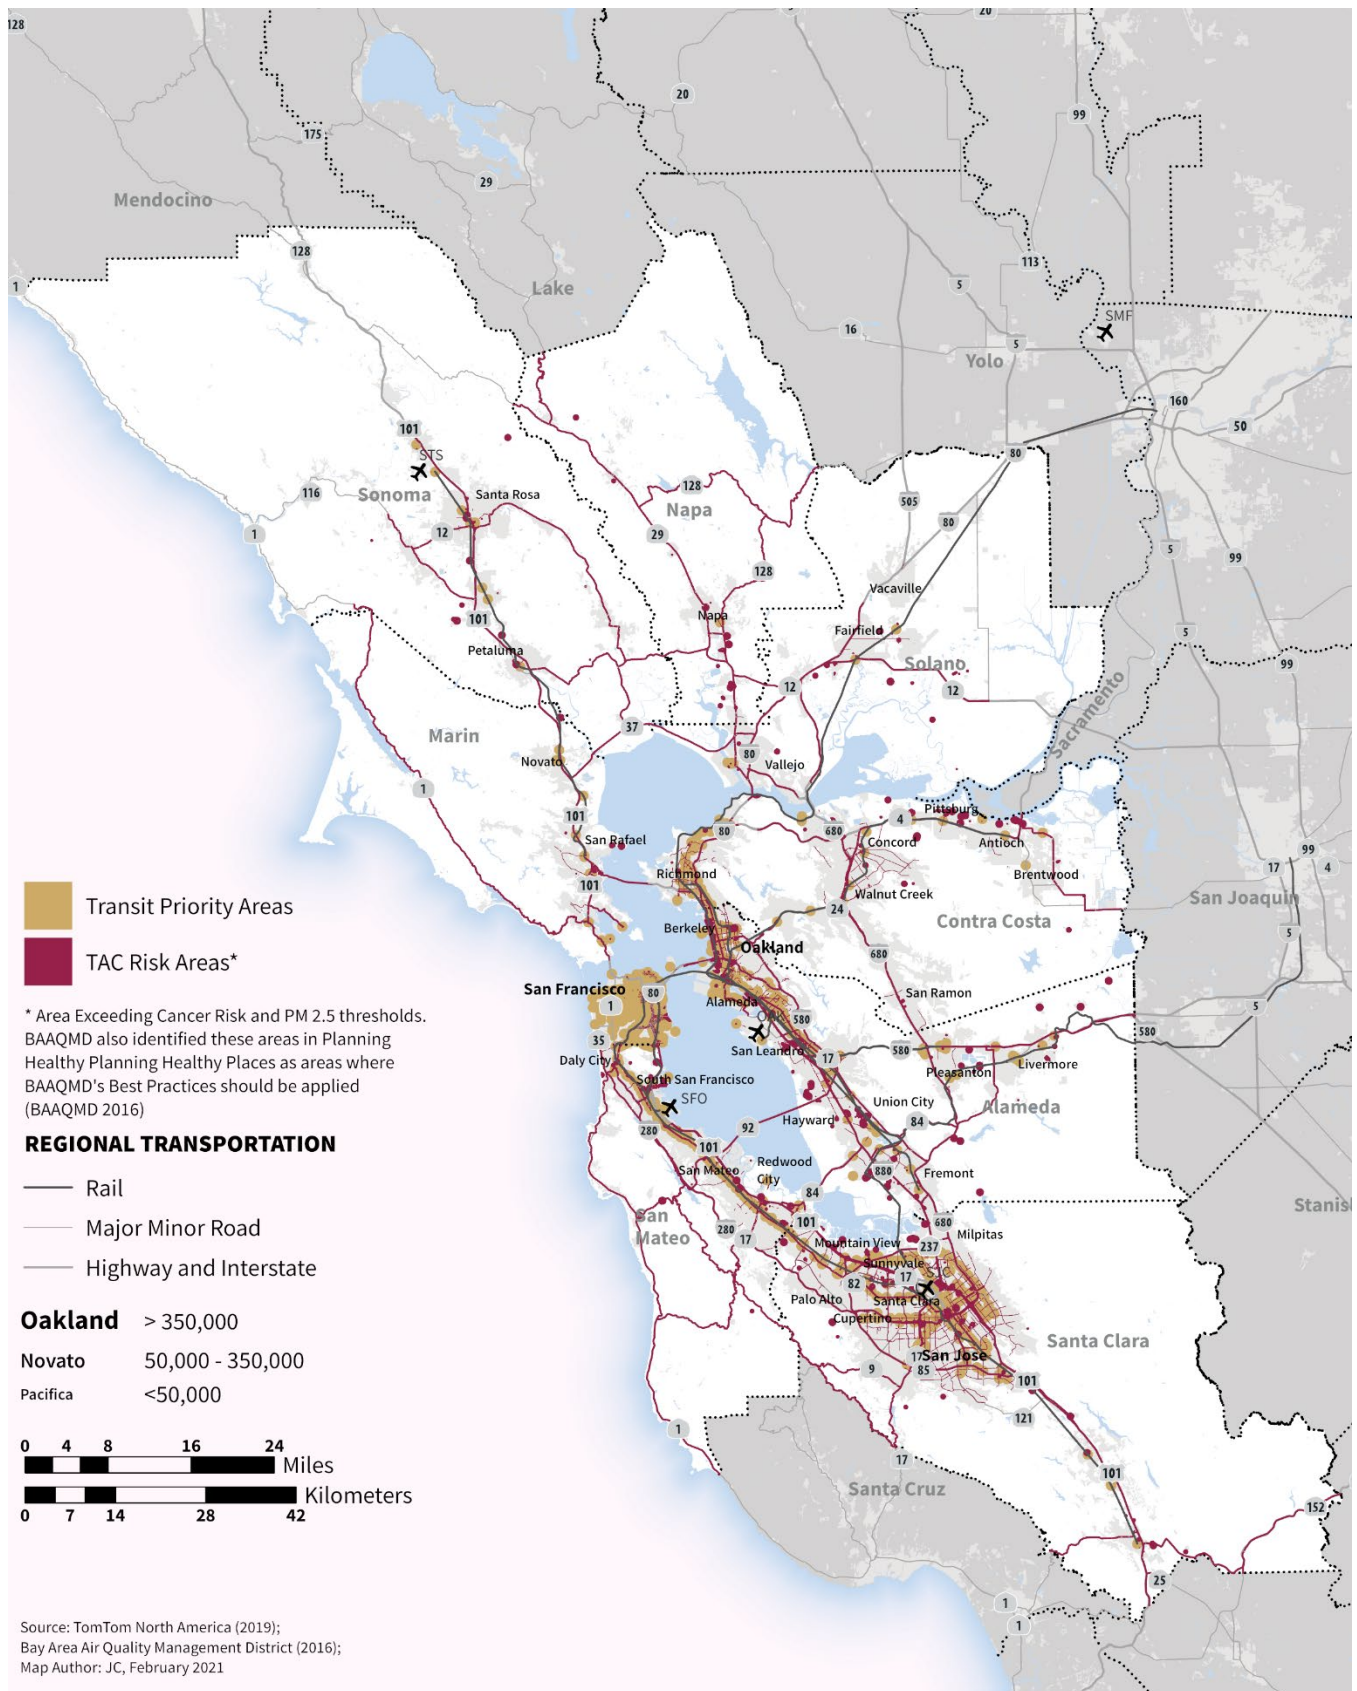 128
20
20
99
175
29
Mendocino
128
113
1
Lake
5
SMF
16
5
Yolo
160
50
101
STS
80
116
Sonoma
Santa Rosa
128
Napa
505
80
1
12
29
5
99
128
Vacaville
Napa
101
Fairfield
5
Petaluma
Solano
99
12
12
Sacramento
37
Marin
80
Novato
Vallejo
1
101
80
680
4
Pittsburg
San Rafael
Concord
Antioch
99
4
17
Richmond
Brentwood
101
Walnut Creek
San Joaquin
24
Contra Costa
Berkeley
Oakland
5
680
San Francisco
80
San Ramon
1
Alameda
OAK
580
5
35
San Leandro
17
580
580
Daly City
Livermore
Pleasanton
South San Francisco
SFO
Union City
Alameda
280
92
Hayward
84
101
San Mateo
Redwood
City
880
Fremont
84
San
Mateo
101
680
Stanisl
280
17
Mountain View
237
Milpitas
Sunnyvale
82
17
SJC
Palo Alto
Santa Clara
Cupertino
Santa Clara
17
San Jose
9
85
101
121
1
17
101
Santa Cruz
152
25
1
1
Transit Priority Areas
TAC Risk Areas*
* Area Exceeding Cancer Risk and PM 2.5 thresholds.
BAAQMD also identified these areas in Planning
Healthy Planning Healthy Places as areas where
BAAQMD's Best Practices should be applied
(BAAQMD 2016)
REGIONAL TRANSPORTATION
Rail
Major Minor Road
Highway and Interstate
Oakland > 350,000
Novato 50,000 - 350,000
Pacifica <50,000
0 4 8 16 24
Miles
Kilometers
0 7 14 28 42
Source: TomTom North America (2019);
Bay Area Air Quality Management District (2016);
Map Author: JC, February 2021